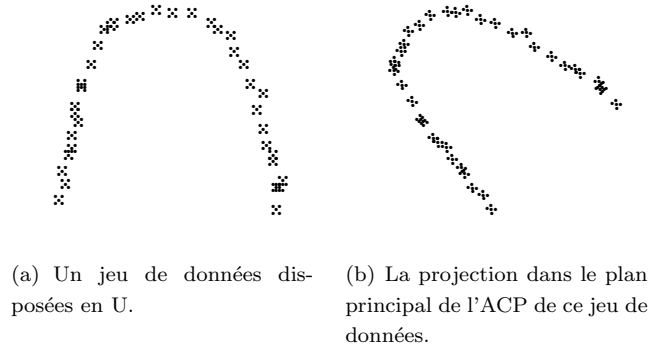 (a) Un jeu de données dis-
posées en U.
(b) La projection dans le plan
principal de l'ACP de ce jeu de
données.